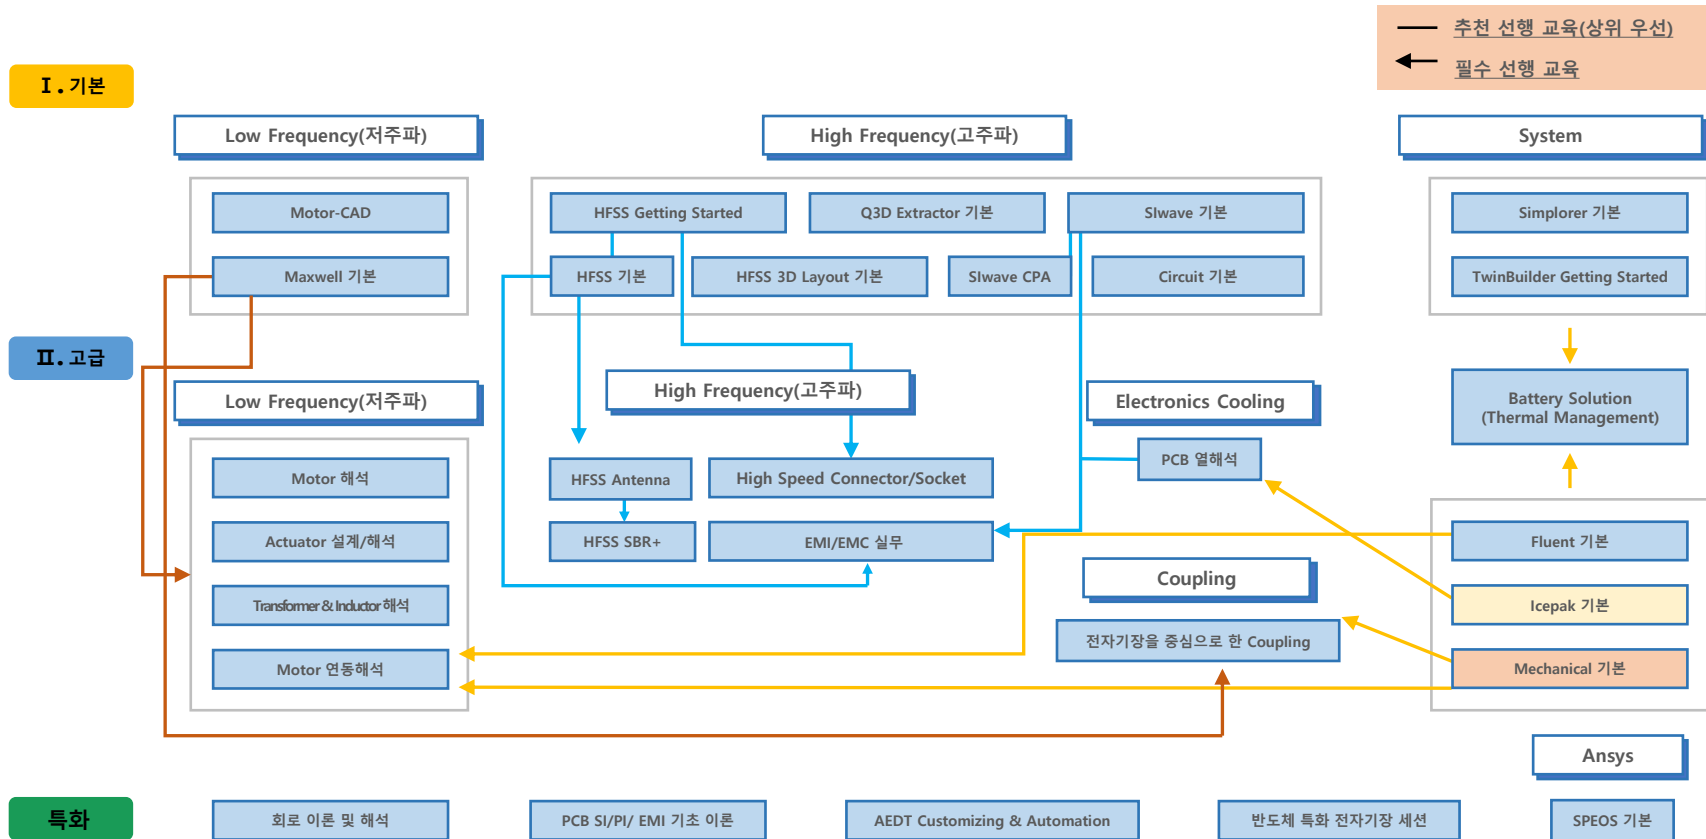 추천 선행 교육(상위 우선)
필수 선행 교육
Ⅰ.기본
Low Frequency(저주파)
High Frequency(고주파)
System
Motor-CAD
HFSS Getting Started
Q3D Extractor 기본
SIwave 기본
Simplorer 기본
Maxwell 기본
HFSS 기본
HFSS 3D Layout 기본
SIwave CPA
Circuit 기본
TwinBuilder Getting Started
Ⅱ.고급
Low Frequency(저주파)
High Frequency(고주파)
Electronics Cooling
Battery Solution
(Thermal Management)
Motor 해석
HFSS Antenna
High Speed Connector/Socket
PCB 열해석
Actuator 설계/해석
HFSS SBR+
EMI/EMC 실무
Fluent 기본
Coupling
Transformer & Inductor 해석
Icepak 기본
Motor 연동해석
전자기장을 중심으로 한 Coupling
Mechanical 기본
Ansys
특화
회로 이론 및 해석
PCB SI/PI/ EMI 기초 이론
AEDT Customizing & Automation
반도체 특화 전자기장 세션
SPEOS 기본